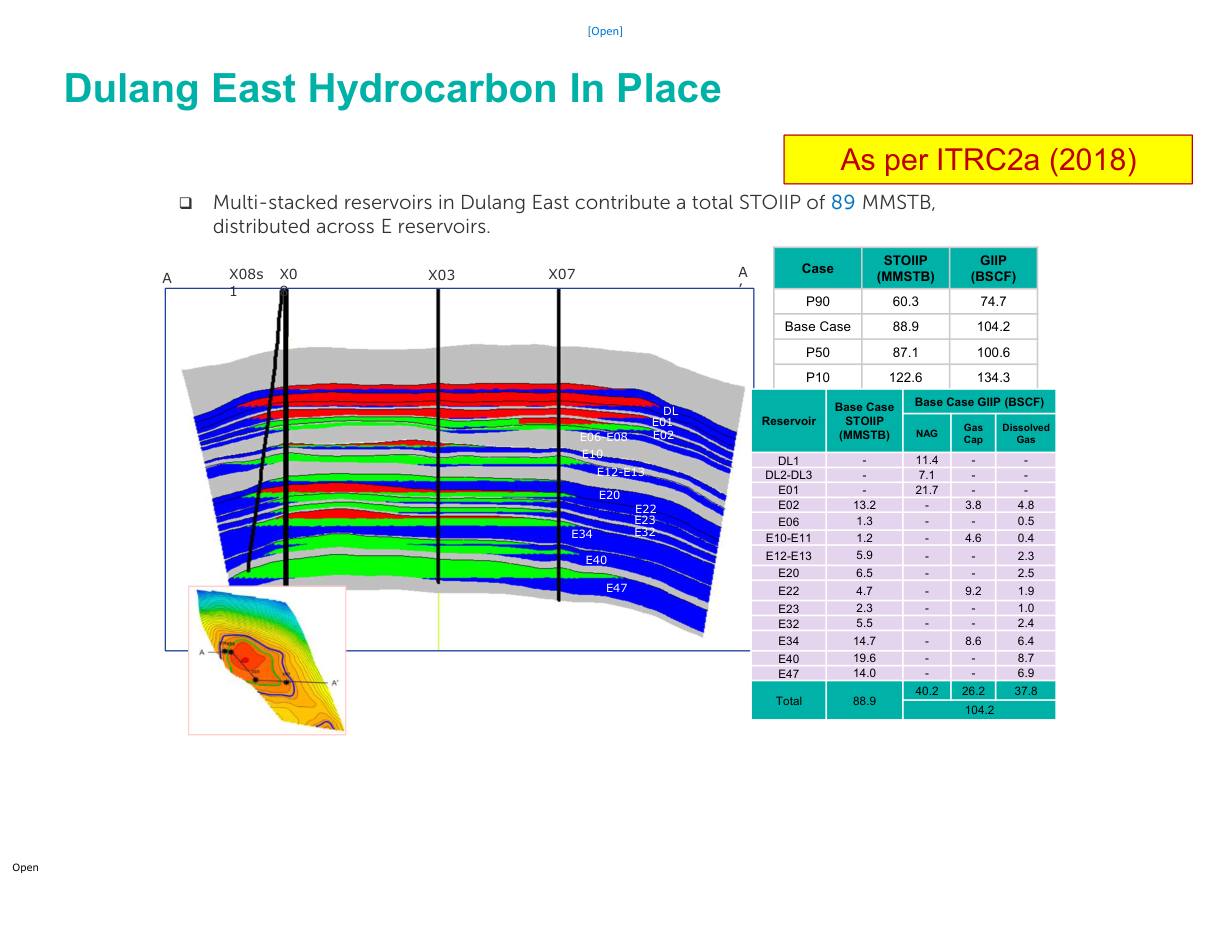 [Open]
Dulang East Hydrocarbon In Place
As per ITRC2a (2018)
❑ Multi-stacked reservoirs in Dulang East contribute a total STOIIP of 89 MMSTB,
distributed across E reservoirs.
A X08s1 X0 X03 X07 A’
DL
E01
E02
E06-E08
E10
E12-E13
E20
E22
E23
E32
E34
E40
E47
A
A'
Case STOIIP (MMSTB) GIIP (BSCF)
P90 60.3 74.7
Base Case 88.9 104.2
P50 87.1 100.6
P10 122.6 134.3
Reservoir Base Case STOIIP (MMSTB) Base Case GIIP (BSCF)
NAG Gas Cap Dissolved Gas
DL1 - 11.4 - -
DL2-DL3 - 7.1 - -
E01 - 21.7 - -
E02 13.2 - 3.8 4.8
E06 1.3 - - 0.5
E10-E11 1.2 - 4.6 0.4
E12-E13 5.9 - - 2.3
E20 6.5 - - 2.5
E22 4.7 - 9.2 1.9
E23 2.3 - - 1.0
E32 5.5 - - 2.4
E34 14.7 - 8.6 6.4
E40 19.6 - - 8.7
E47 14.0 - - 6.9
Total 88.9 40.2 26.2 37.8
104.2
Open